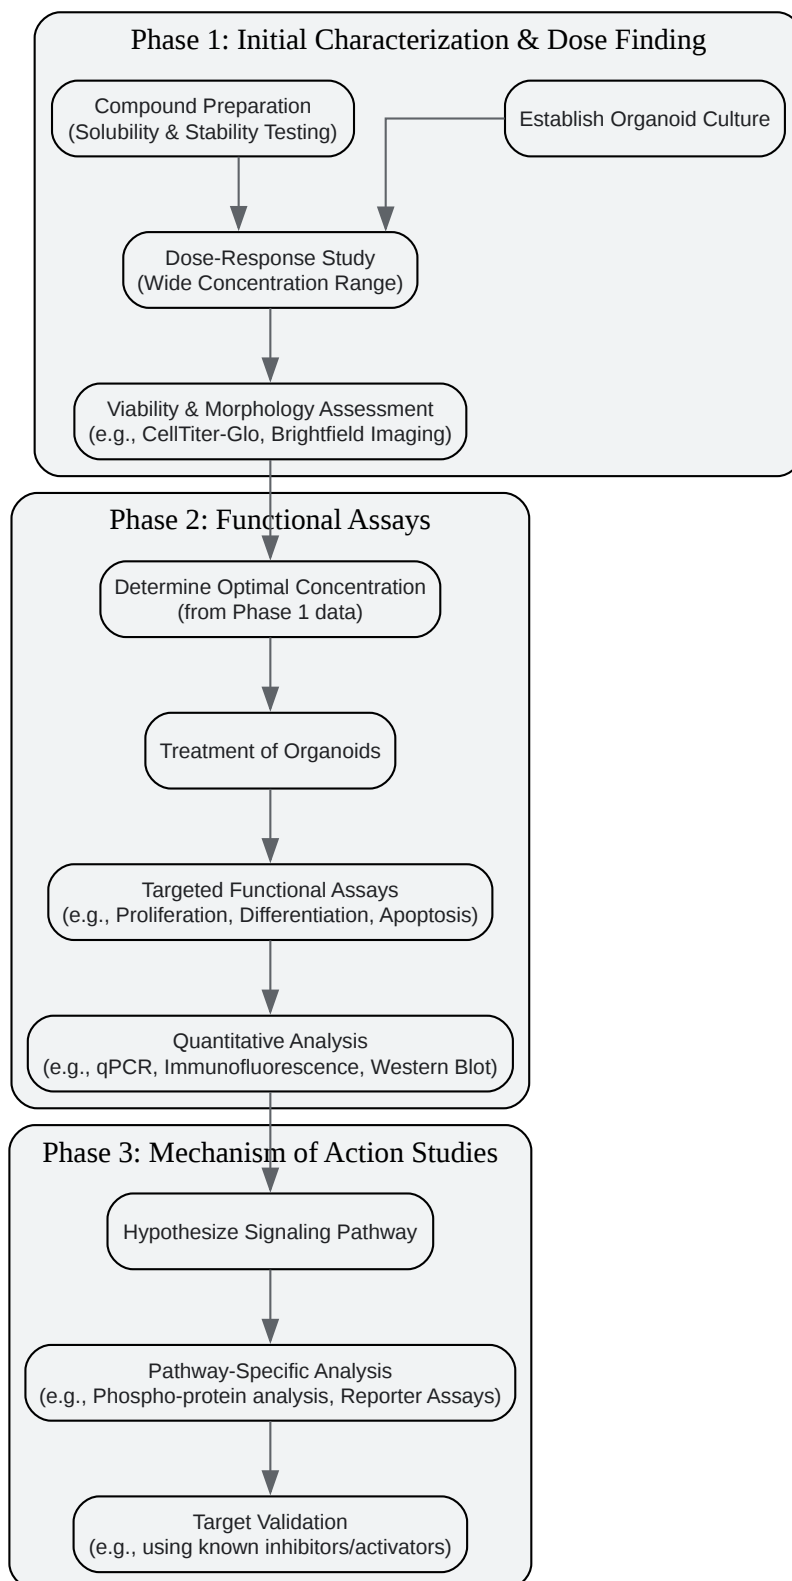 Phase 1: Initial Characterization & Dose Finding
Compound Preparation
(Solubility & Stability Testing)
Establish Organoid Culture
Dose-Response Study
(Wide Concentration Range)
Viability & Morphology Assessment
(e.g., CellTiter-Glo, Brightfield Imaging)
Phase 2: Functional Assays
Determine Optimal Concentration
(from Phase 1 data)
Treatment of Organoids
Targeted Functional Assays
(e.g., Proliferation, Differentiation, Apoptosis)
Quantitative Analysis
(e.g., qPCR, Immunofluorescence, Western Blot)
Phase 3: Mechanism of Action Studies
Hypothesize Signaling Pathway
Pathway-Specific Analysis
(e.g., Phospho-protein analysis, Reporter Assays)
Target Validation
(e.g., using known inhibitors/activators)